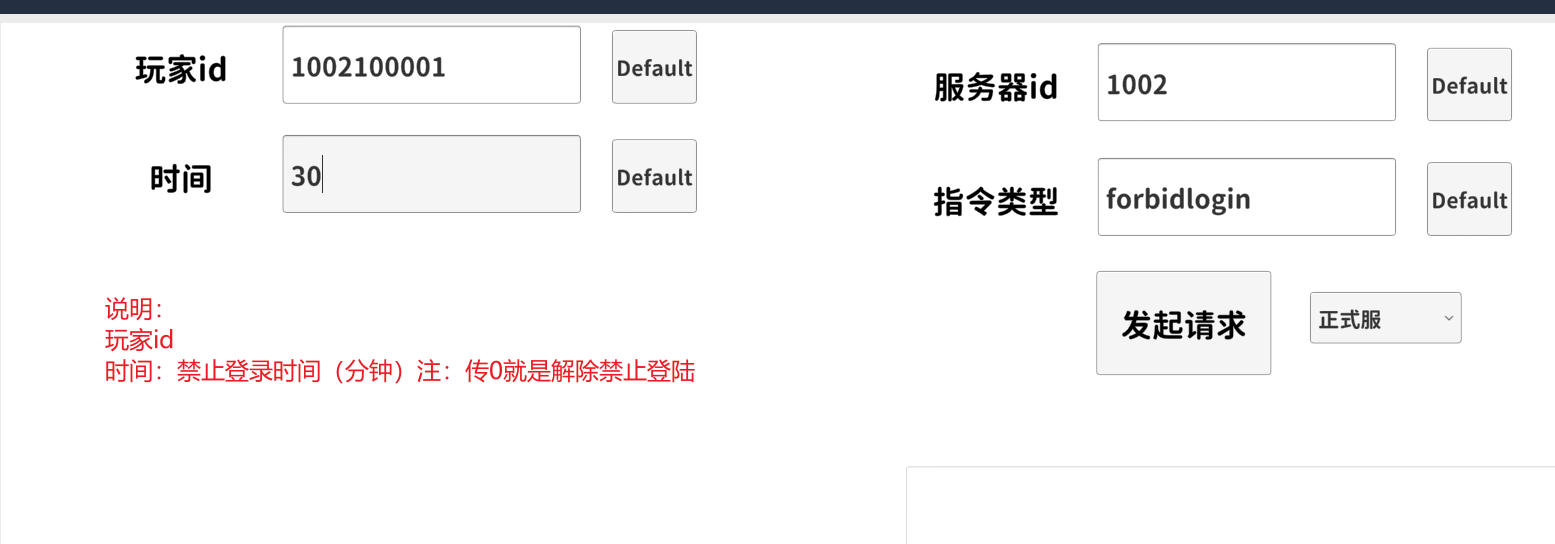 玩家id
1002100001
Default
时间
30
Default
说明：
玩家id
时间：禁止登录时间（分钟）注：传0就是解除禁止登陆
服务器id
1002
Default
指令类型
forbidlogin
Default
发起请求
正式服